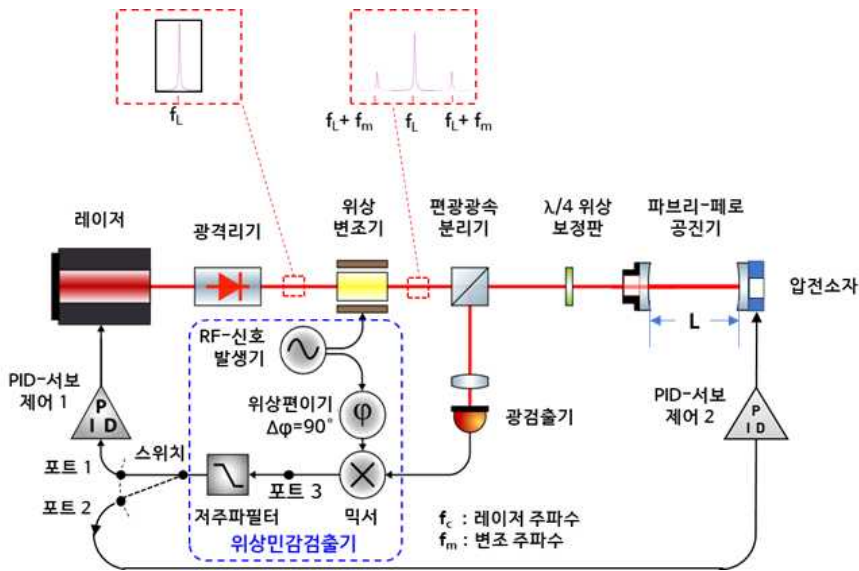 f_L
f_L+ f_m
f_L
f_L+ f_m
레이저
광격리기
위상
변조기
편광광속
분리기
λ/4 위상
보정판
파브리-페로
공진기
압전소자
L
RF-신호
발생기
PID-서보
제어 1
P
I D
위상편이기
Δφ=90°
φ
광검출기
PID-서보
제어 2
P
I D
스위치
포트 1
포트 2
포트 3
저주파필터
믹서
위상민감검출기
f_c : 레이저 주파수
f_m : 변조 주파수